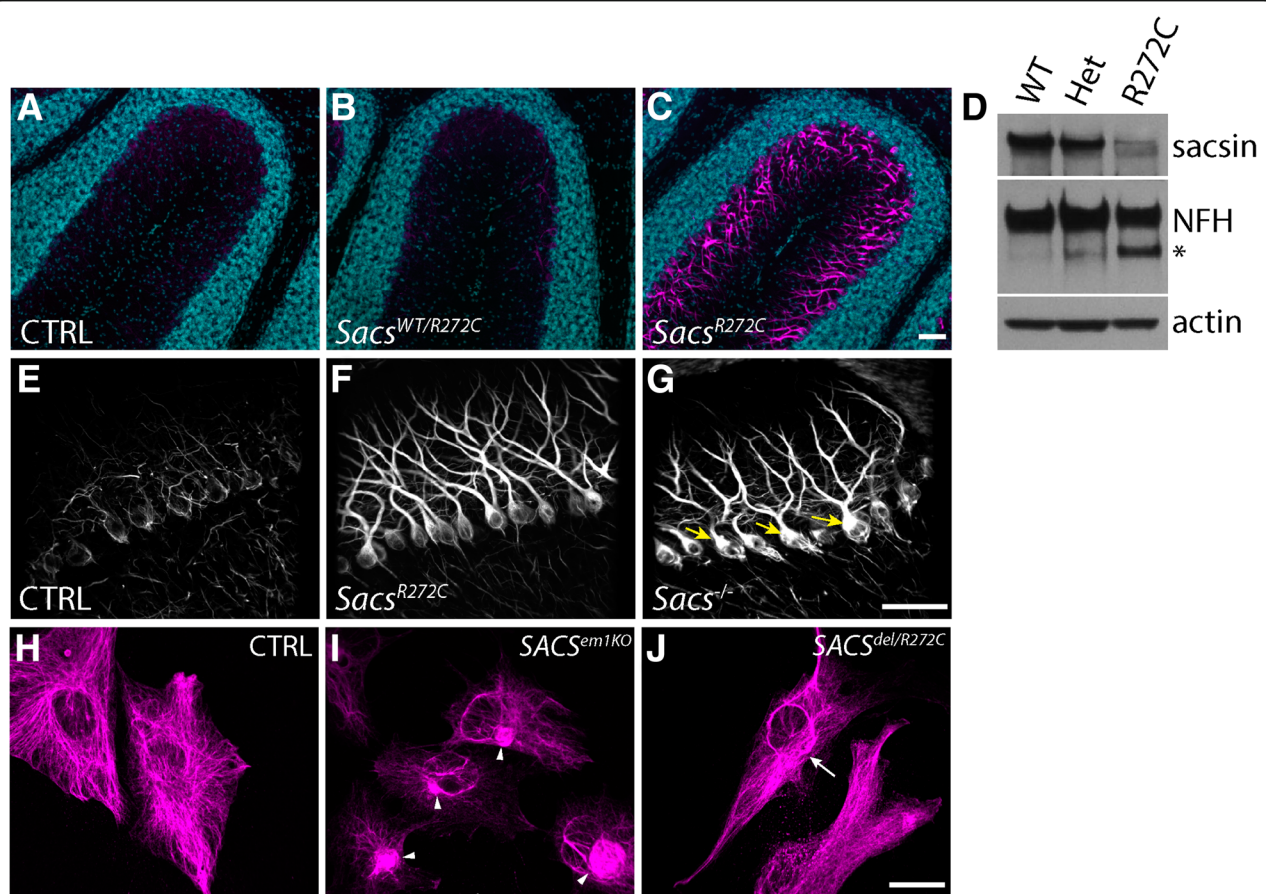 A
CTRL
B
Sacs^WT/R272C
C
Sacs^R272C
D
WT
Het
R272C
sacsin
NFH
*
actin
E
CTRL
F
Sacs^R272C
G
Sacs^-/-
H
CTRL
I
SACS^em1KO
J
SACS^del/R272C